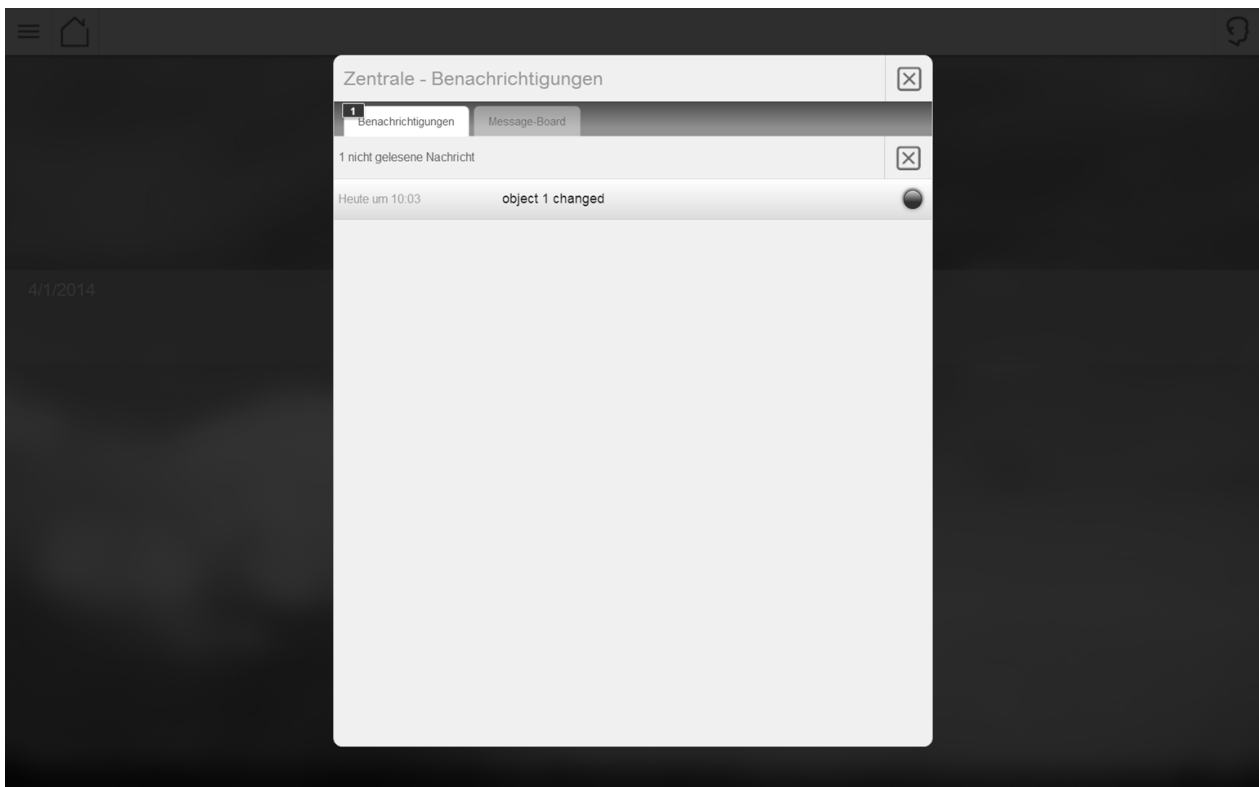 Zentrale - Benachrichtigungen
1
Benachrichtigungen Message-Board
1 nicht gelesene Nachricht
Heute um 10:03 object 1 changed
4/1/2014